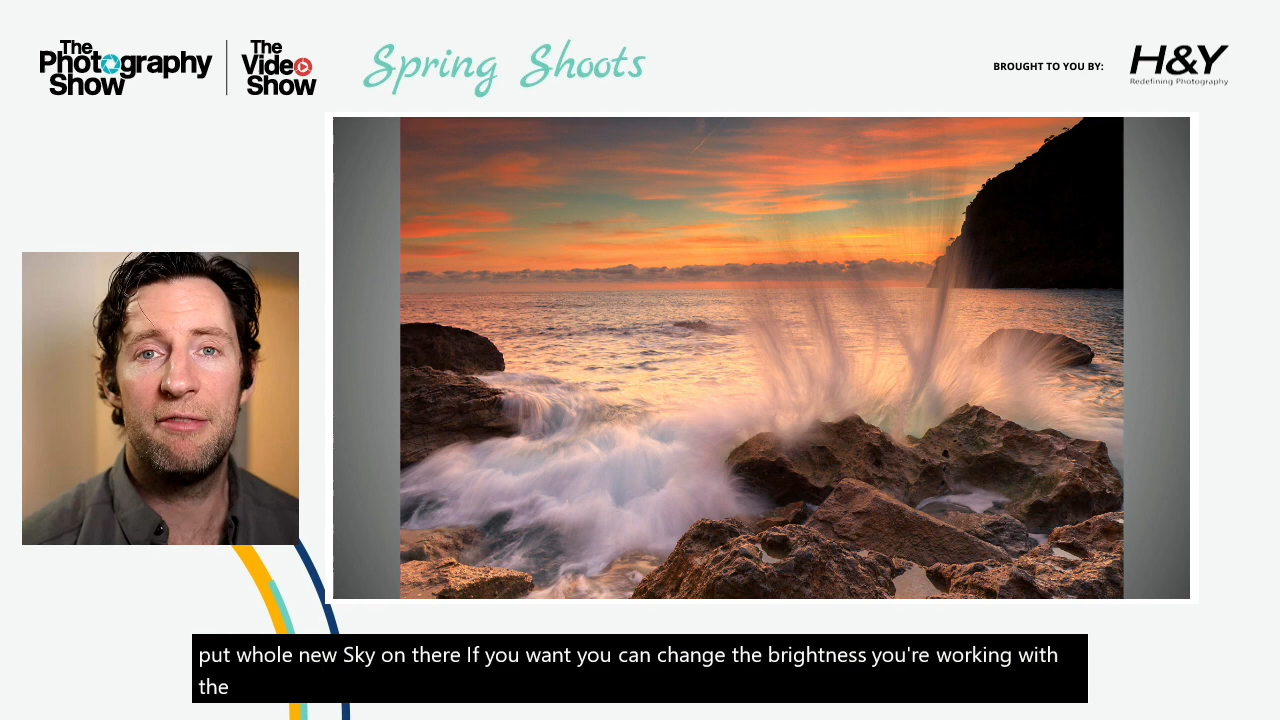 The Photography Show
The Video Show
Spring Shoots
BROUGHT TO YOU BY:
H&Y
Redefining Photography
put whole new Sky on there If you want you can change the brightness you're working with
the